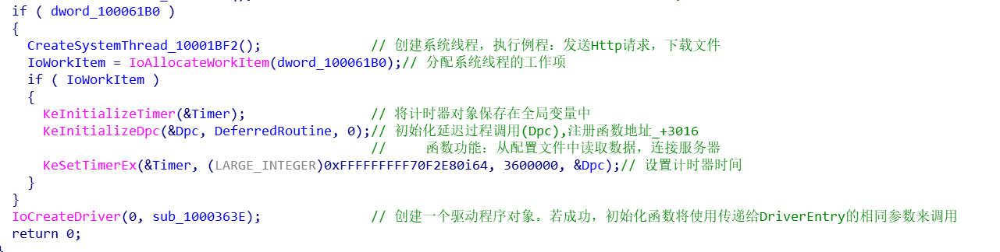 if ( dword_100061B0 )
{
CreateSystemThread_10001BF2(); // 创建系统线程，执行例程：发送Http请求，下载文件
IoWorkItem = IoAllocateWorkItem(dword_100061B0);// 分配系统线程的工作项
if ( IoWorkItem )
{
KeInitializeTimer(&Timer); // 将计时器对象保存在全局变量中
KeInitializeDpc(&Dpc, DeferredRoutine, 0);// 初始化延迟过程调用(Dpc),注册函数地址_+3016
// 函数功能：从配置文件中读取数据，连接服务器
KeSetTimerEx(&Timer, (LARGE_INTEGER)0xFFFFFFFFF70F2E80i64, 3600000, &Dpc);// 设置计时器时间
}
}
IoCreateDriver(0, sub_1000363E); // 创建一个驱动程序对象。若成功，初始化函数将使用传递给DriverEntry的相同参数来调用
return 0;